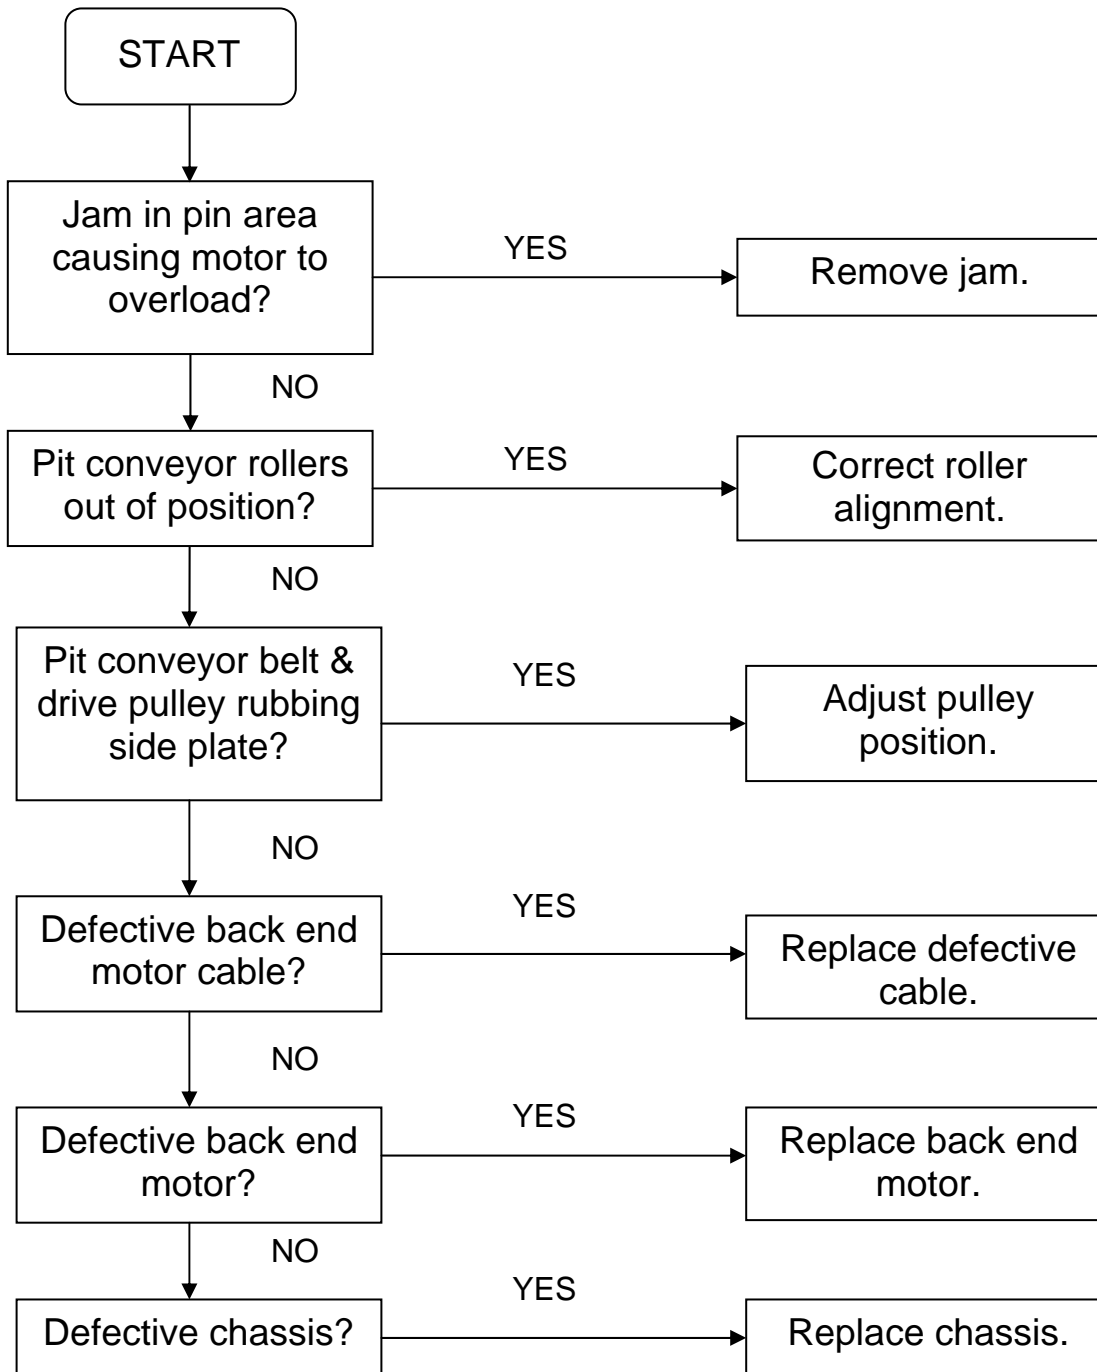 START
Jam in pin area
causing motor to
overload?
YES
Remove jam.
NO
Pit conveyor rollers
out of position?
YES
Correct roller
alignment.
NO
Pit conveyor belt &
drive pulley rubbing
side plate?
YES
Adjust pulley
position.
NO
Defective back end
motor cable?
YES
Replace defective
cable.
NO
Defective back end
motor?
YES
Replace back end
motor.
NO
Defective chassis?
YES
Replace chassis.